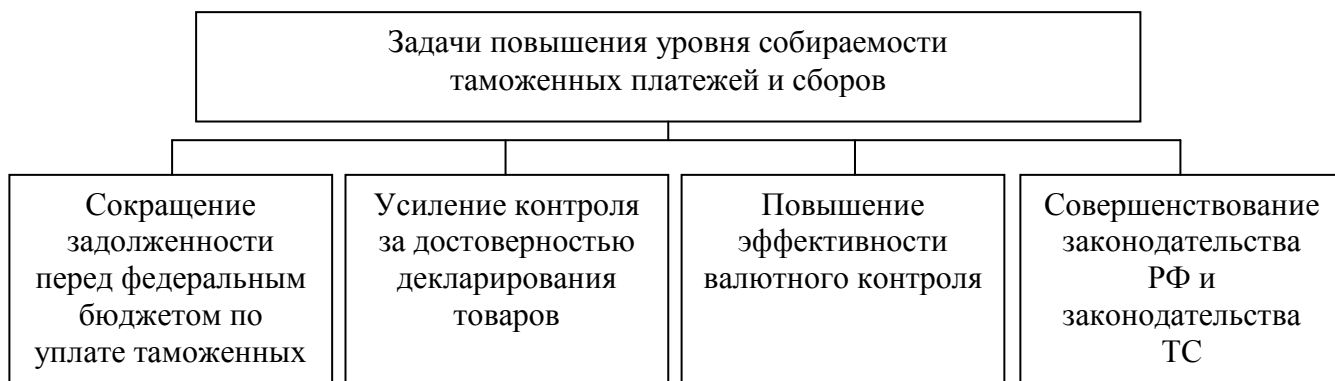 Задачи повышения уровня собираемости
таможенных платежей и сборов
Сокращение
задолженности
перед федеральным
бюджетом по
уплате таможенных
Усиление контроля
за достоверностью
декларирования
товаров
Повышение
эффективности
валютного контроля
Совершенствование
законодательства
РФ и
законодательства
ТС